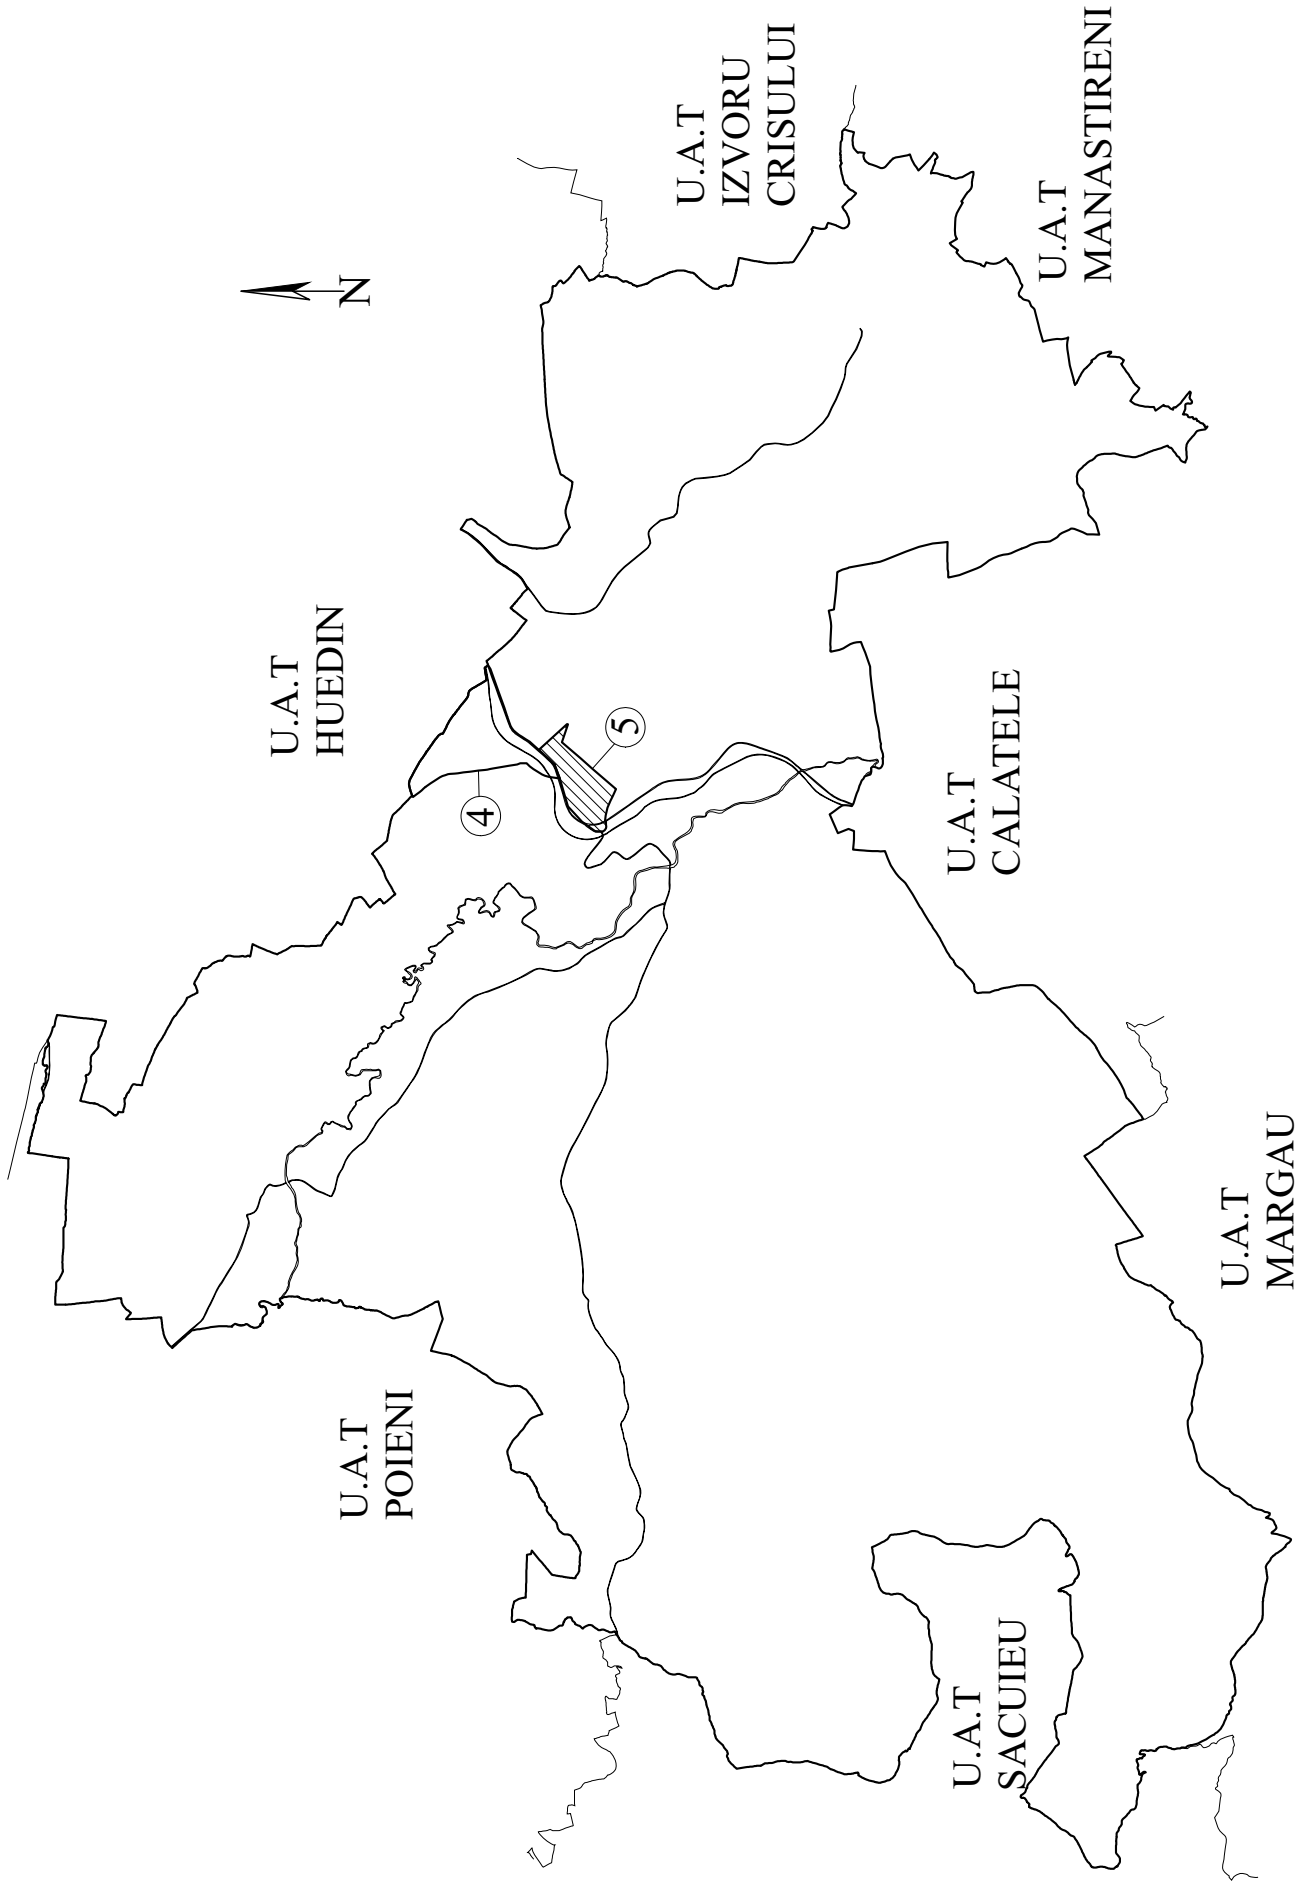 U.A.T
IZVORU
CRISULUI
U.A.T
MANASTIRENI
N
U.A.T
HUEDIN
5
4
U.A.T
CALATELE
U.A.T
POIENI
U.A.T
MARGAU
U.A.T
SACUIEU